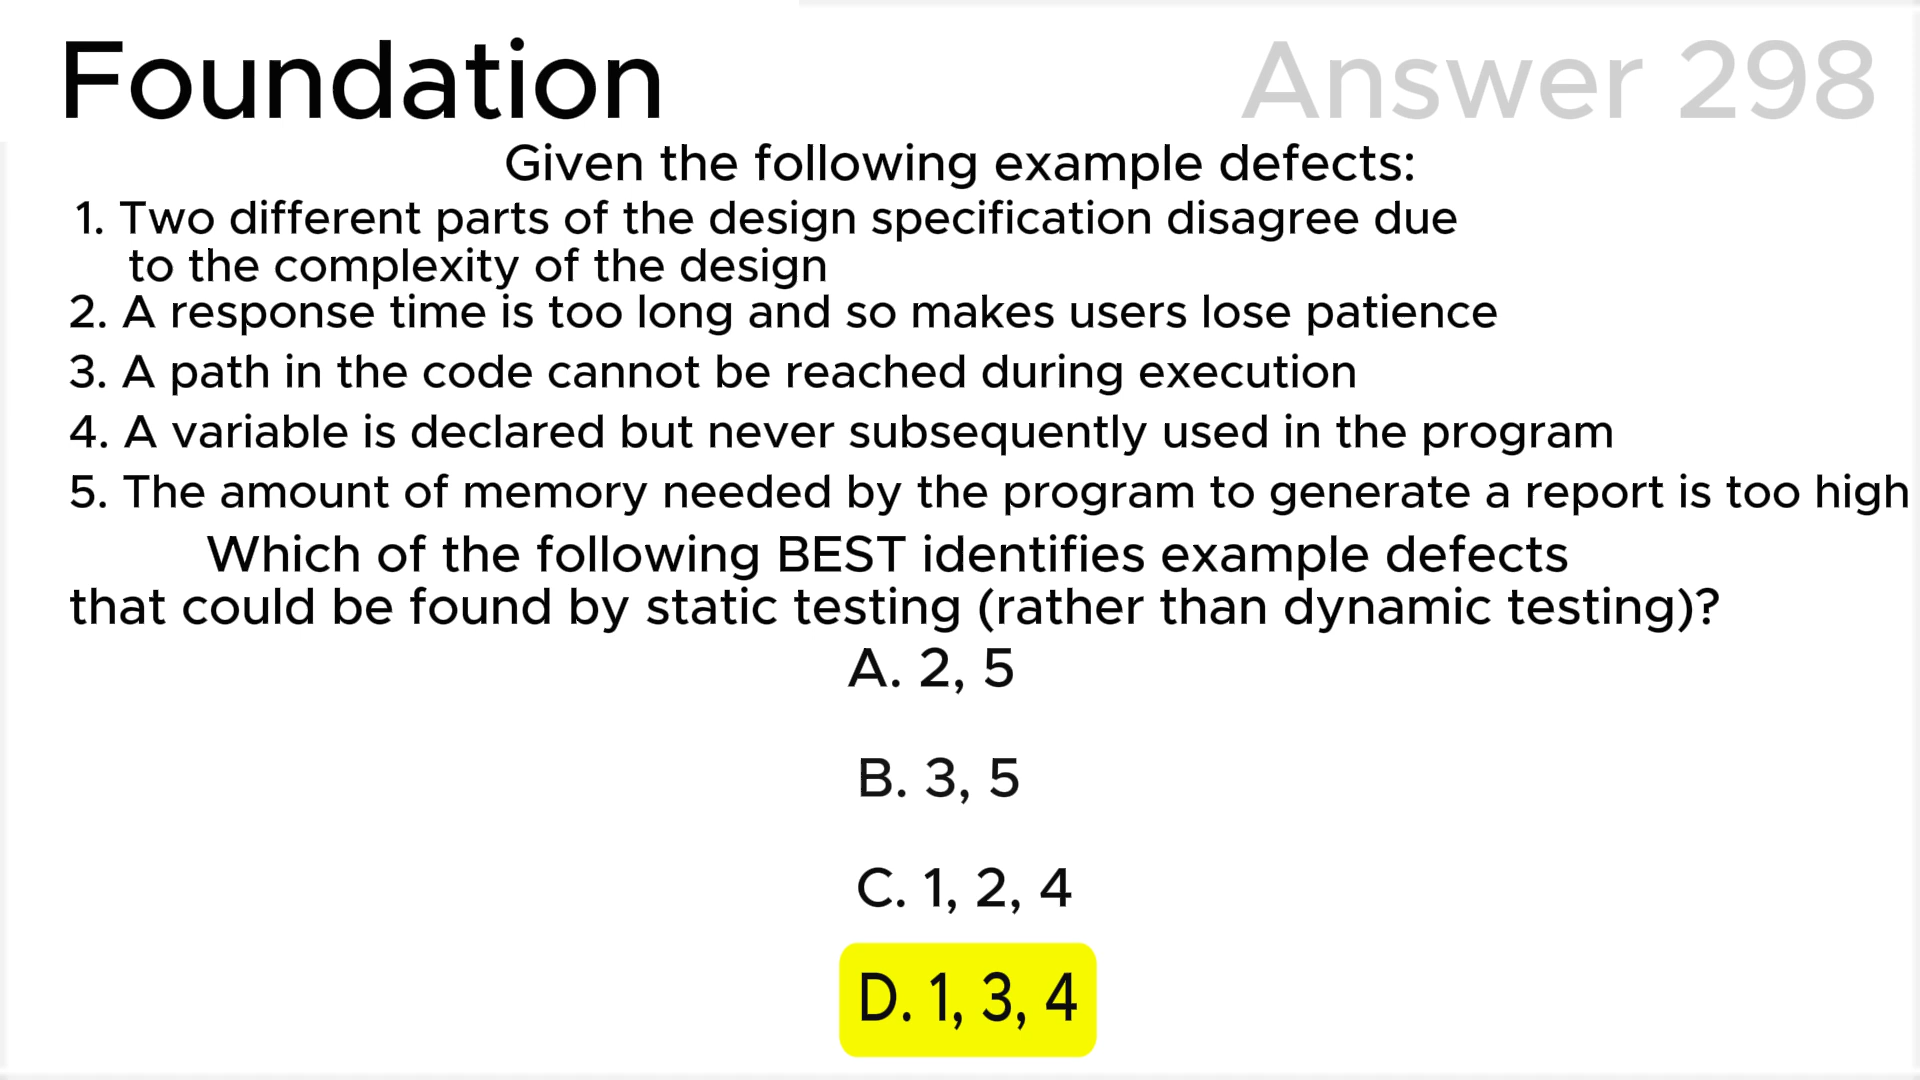 Foundation
Answer 298
Given the following example defects:
1. Two different parts of the design specification disagree due
to the complexity of the design
2. A response time is too long and so makes users lose patience
3. A path in the code cannot be reached during execution
4. A variable is declared but never subsequently used in the program
5. The amount of memory needed by the program to generate a report is too high
Which of the following BEST identifies example defects
that could be found by static testing (rather than dynamic testing)?
A. 2, 5
B. 3, 5
C. 1, 2, 4
D. 1, 3, 4